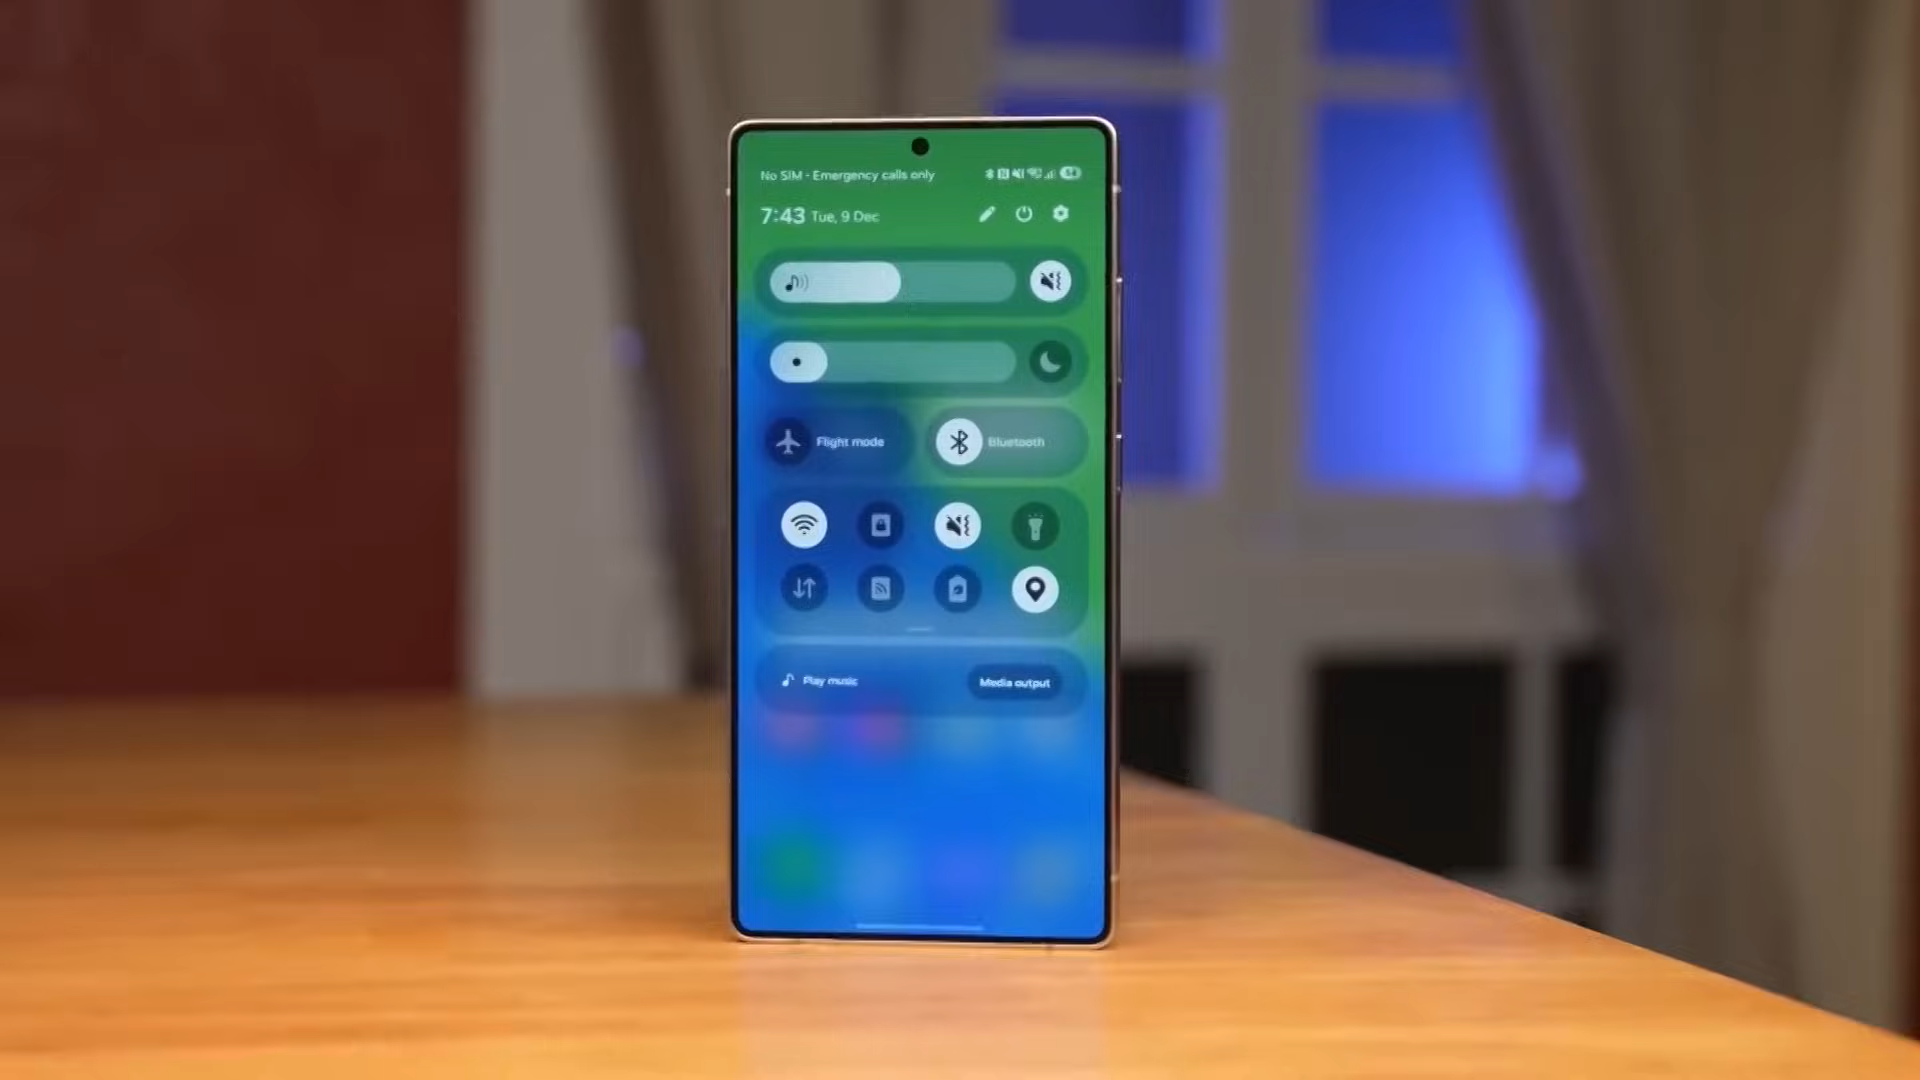 No SIM - Emergency calls only
7:43 Tue, 9 Dec
Flight mode
Bluetooth
Play music
Media output